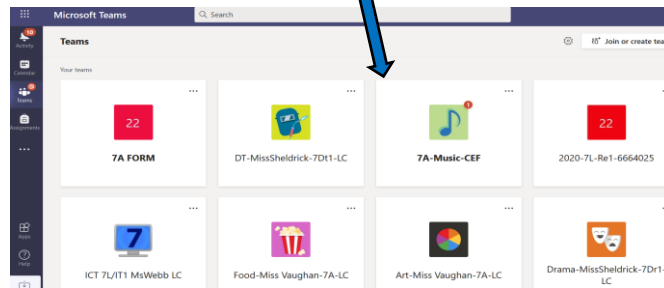 Microsoft Teams
Search
10
Activity
Teams
Join or create tea
Calendar
Your teams
Teams
Assignments
22
1
22
7A FORM
DT-MissSheldrick-7Dt1-LC
7A-Music-CEF
2020-7L-Re1-6664025
Apps
7
Help
ICT 7L/IT1 MsWebb LC
Food-Miss Vaughan-7A-LC
Art-Miss Vaughan-7A-LC
Drama-MissSheldrick-7Dr1-
LC